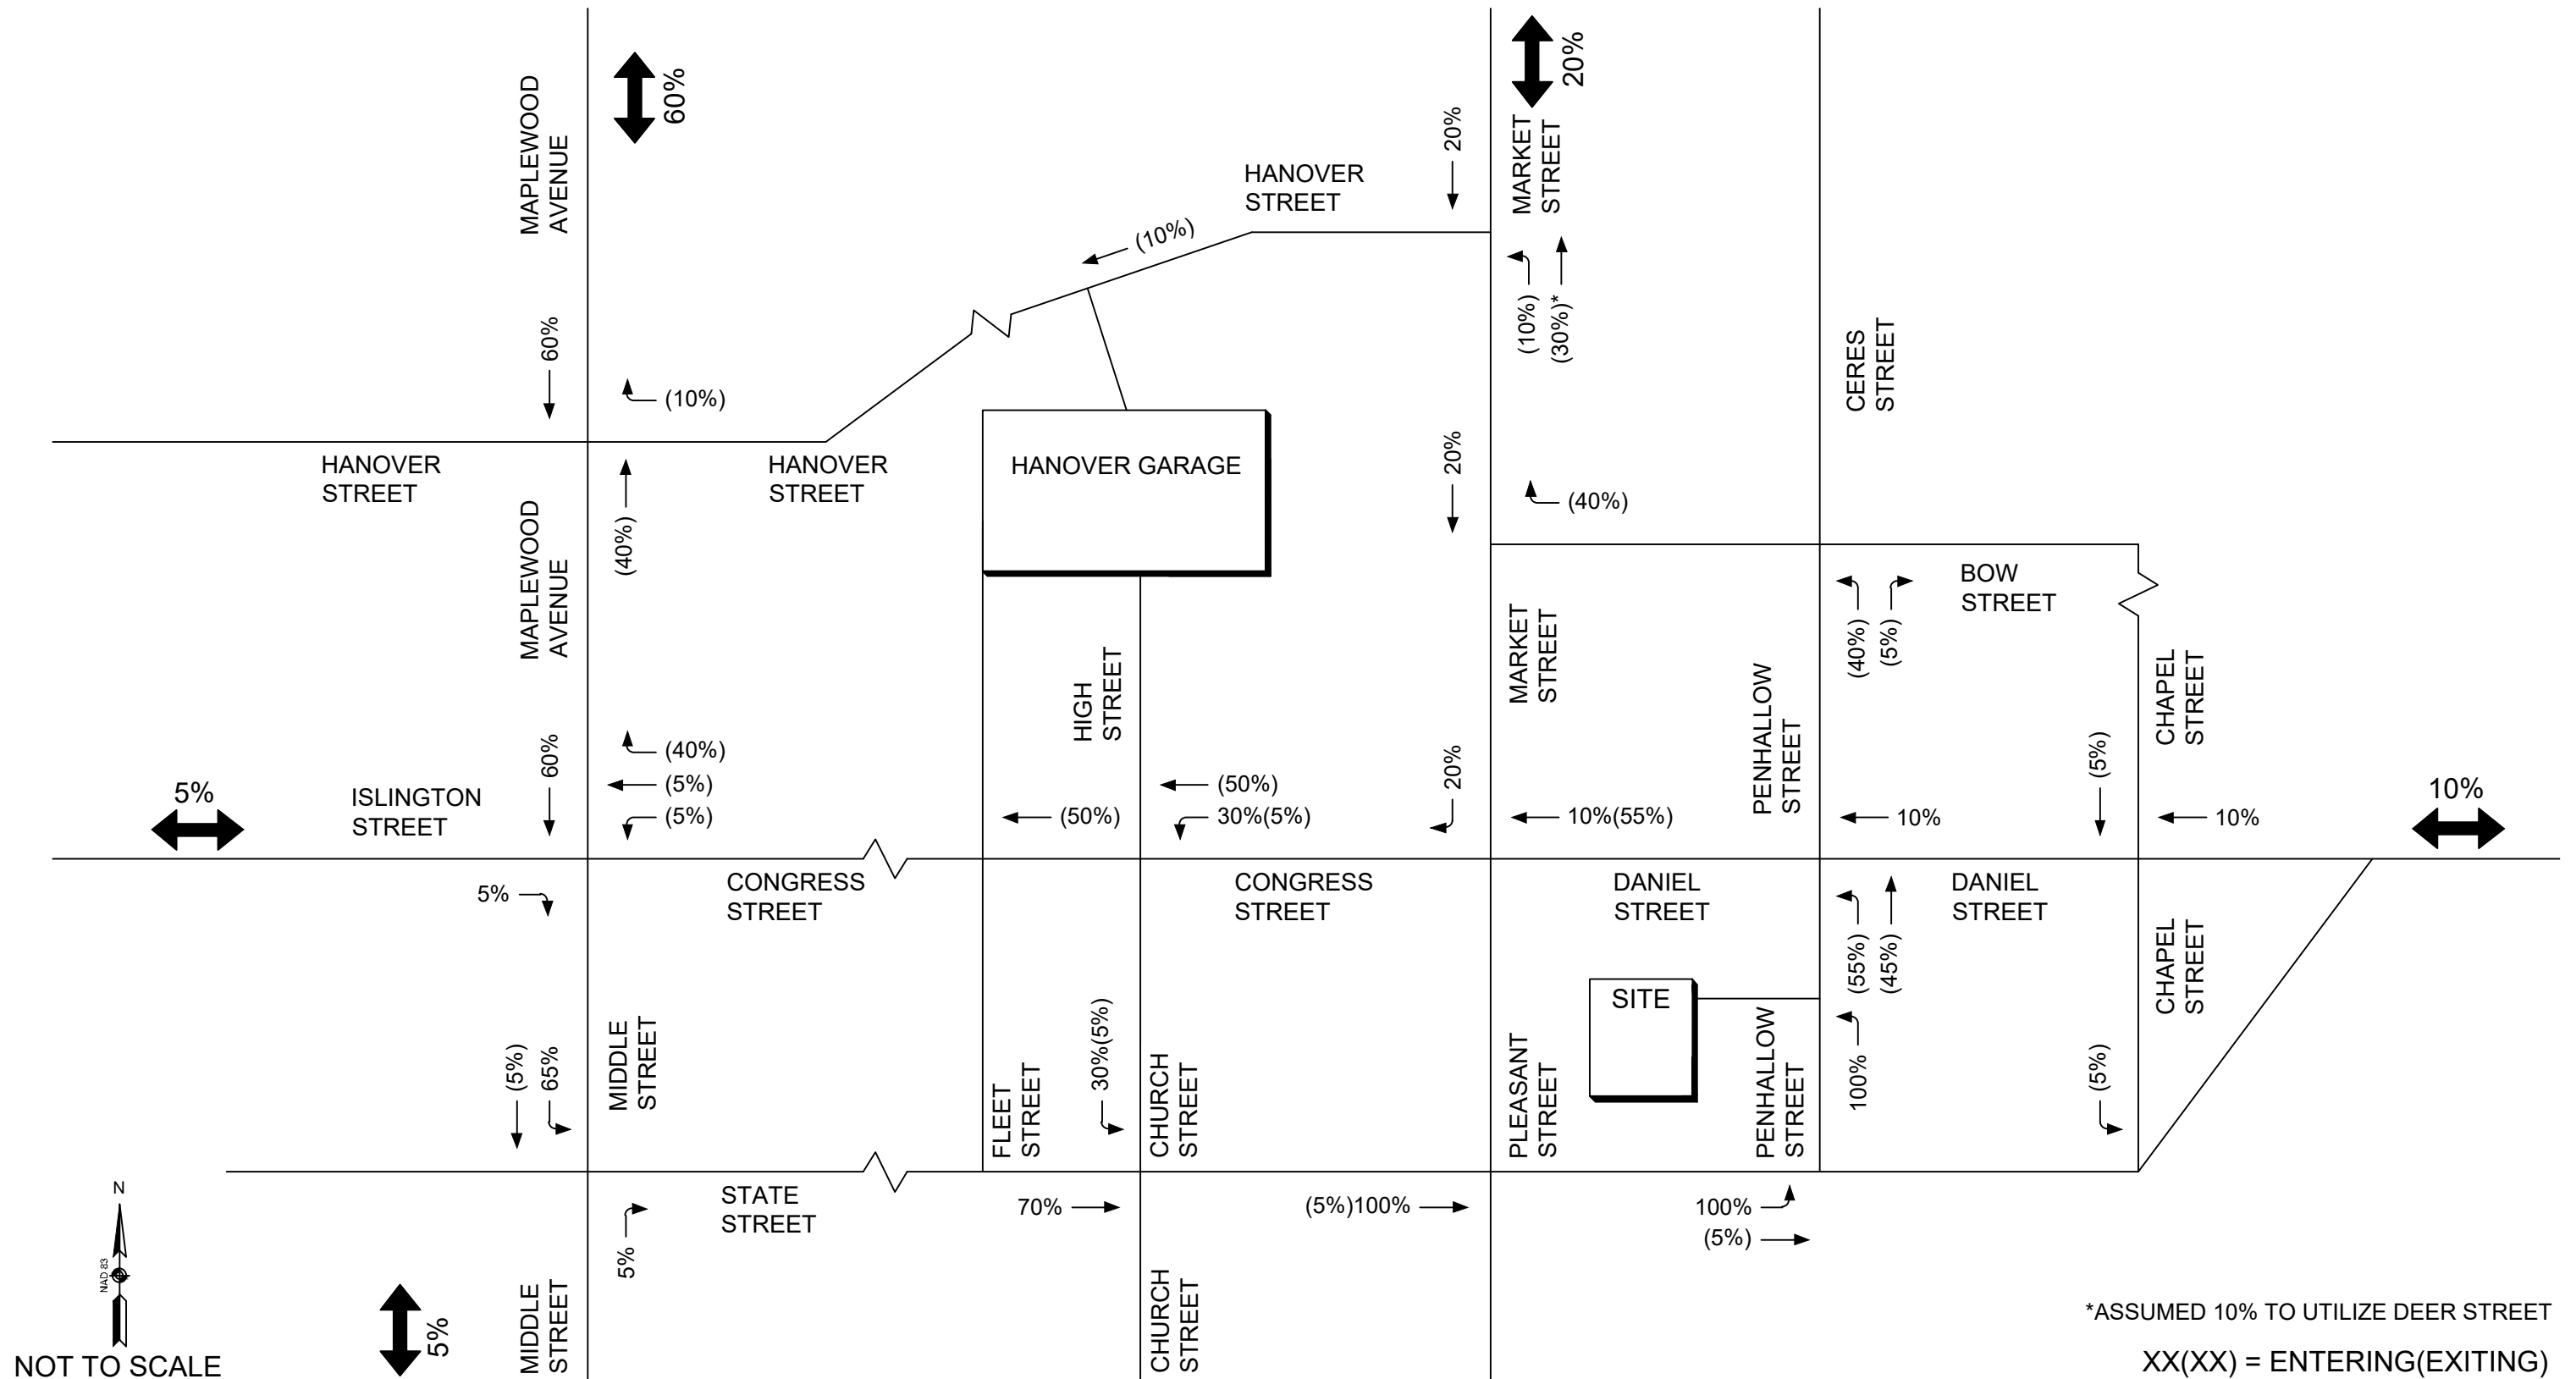 60%
20%
MAPLEWOOD
AVENUE
20%
MARKET
STREET
HANOVER
STREET
(10%)
(10%)
(30%)*
60%
(10%)
CERES
STREET
HANOVER
STREET
HANOVER
STREET
HANOVER GARAGE
20%
(40%)
(40%)
MAPLEWOOD
AVENUE
BOW
STREET
MARKET
STREET
(40%)
(5%)
HIGH
STREET
PENHALLOW
STREET
CHAPEL
STREET
60%
(40%)
(5%)
(5%)
(50%)
(50%)
30%(5%)
20%
10%(55%)
10%
(5%)
10%
5%
ISLINGTON
STREET
10%
5%
CONGRESS
STREET
CONGRESS
STREET
DANIEL
STREET
DANIEL
STREET
(55%)
(45%)
CHAPEL
STREET
SITE
(5%)
65%
MIDDLE
STREET
FLEET
STREET
30%(5%)
CHURCH
STREET
PLEASANT
STREET
PENHALLOW
STREET
100%
(5%)
N
NAD 83
STATE
STREET
5%
70%
(5%)100%
100%
(5%)
5%
MIDDLE
STREET
CHURCH
STREET
*ASSUMED 10% TO UTILIZE DEER STREET
NOT TO SCALE
XX(XX) = ENTERING(EXITING)